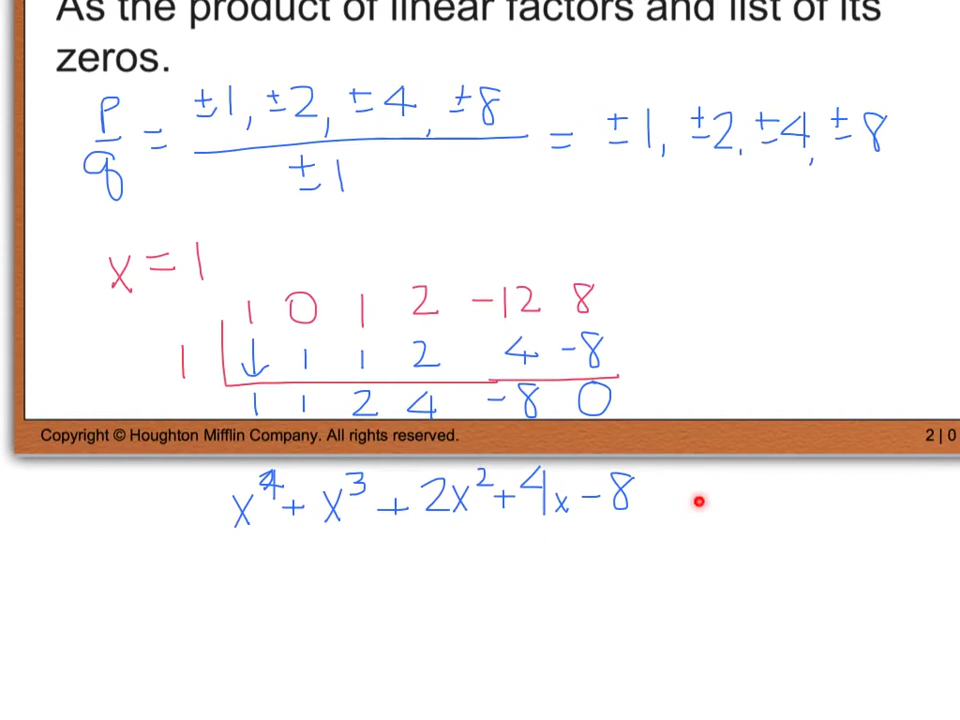 As the product of linear factors and list of its
zeros.
p/q = ±1, ±2, ±4, ±8 / ±1 = ±1, ±2, ±4, ±8
x = 1
1 0 1 2 -12 8
1 ↓ 1 1 2 4 -8
1 1 2 4 -8 0
Copyright © Houghton Mifflin Company. All rights reserved. 2 | 0
x⁴ + x³ + 2x² + 4x - 8